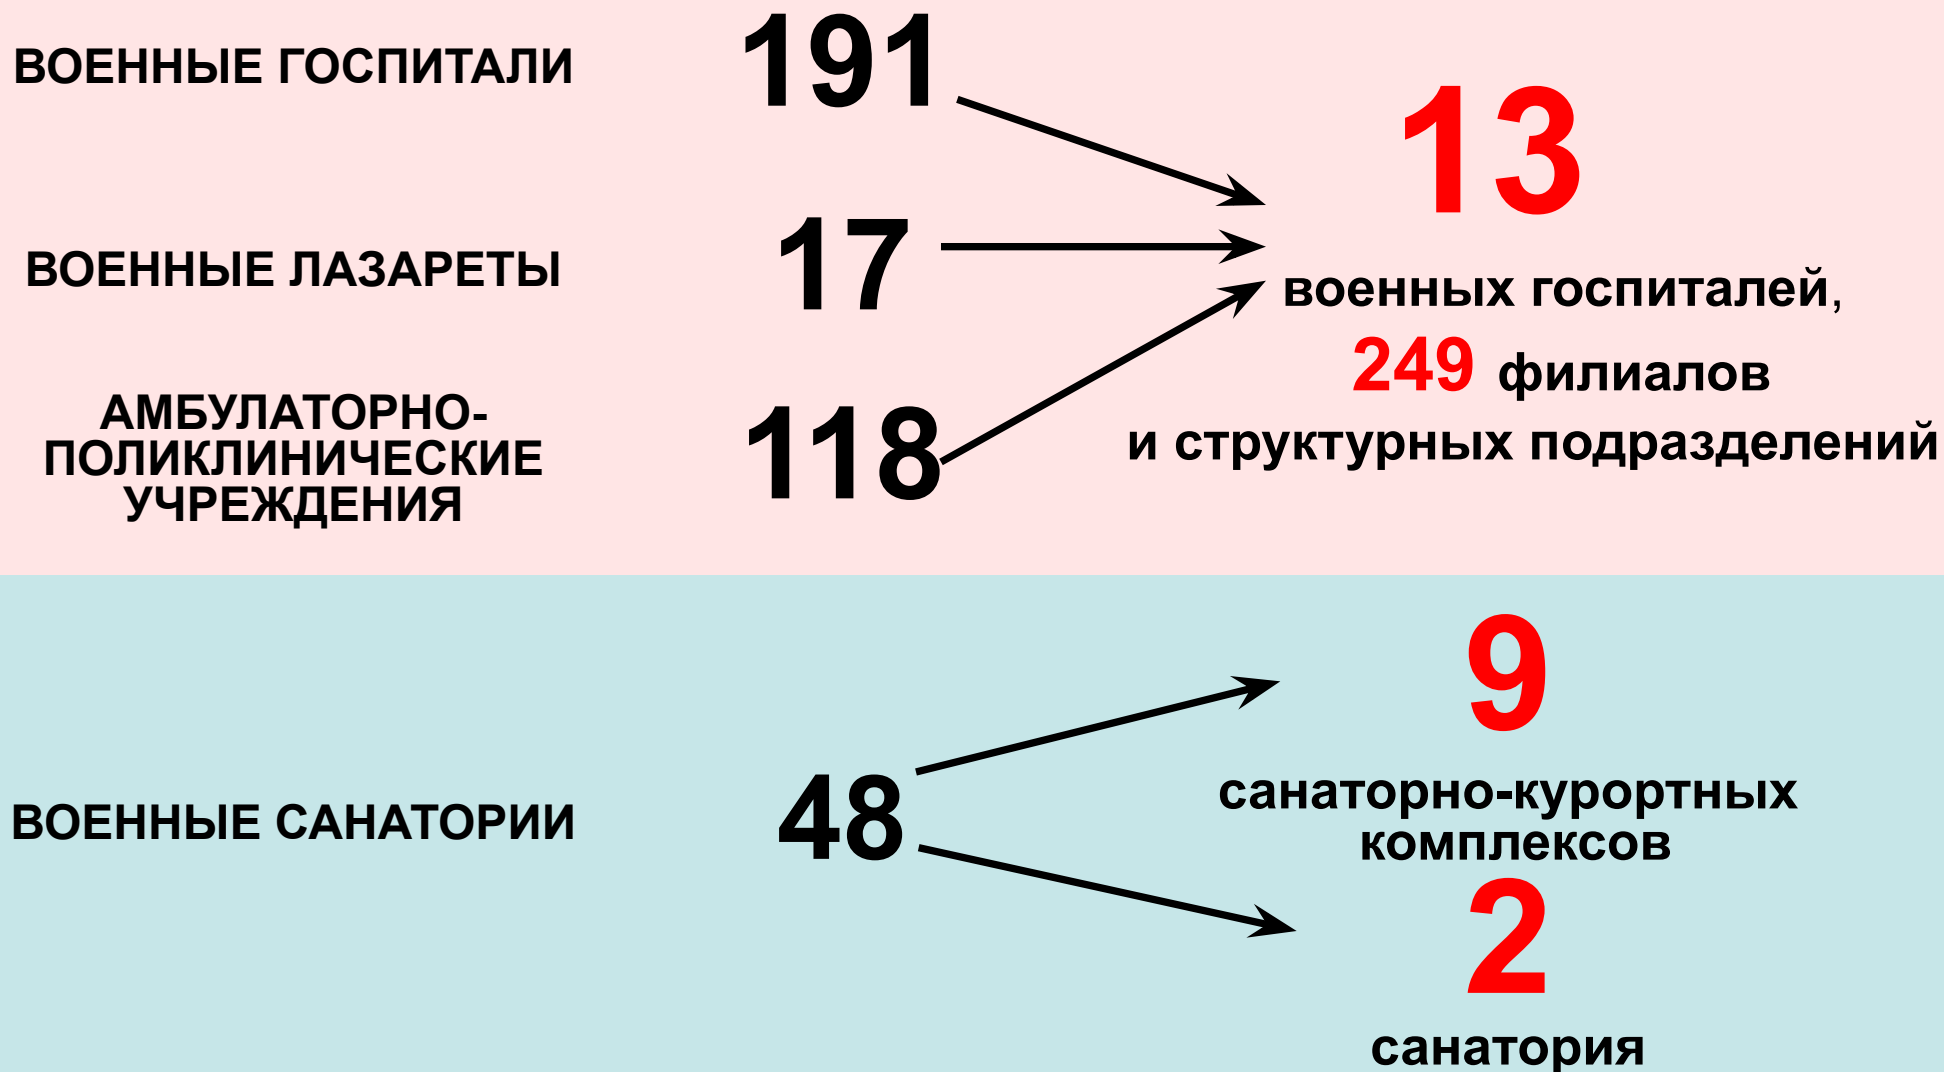 ВОЕННЫЕ ГОСПИТАЛИ
191
ВОЕННЫЕ ЛАЗАРЕТЫ
17
АМБУЛАТОРНО-
ПОЛИКЛИНИЧЕСКИЕ
УЧРЕЖДЕНИЯ
118
13
военных госпиталей,
249 филиалов
и структурных подразделений
ВОЕННЫЕ САНАТОРИИ
48
9
санаторно-курортных
комплексов
2
санатория